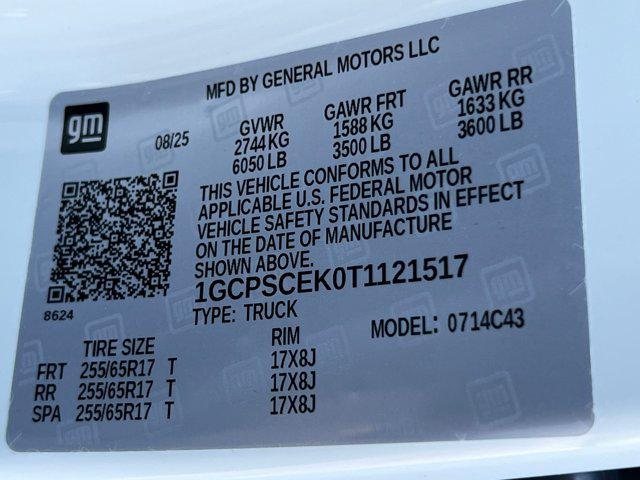 MFD BY GENERAL MOTORS LLC
gm
08/25
GVWR
2744 KG
6050 LB
GAWR FRT
1588 KG
3500 LB
GAWR RR
1633 KG
3600 LB
THIS VEHICLE CONFORMS TO ALL
APPLICABLE U.S. FEDERAL MOTOR
VEHICLE SAFETY STANDARDS IN EFFECT
ON THE DATE OF MANUFACTURE
SHOWN ABOVE.
8624
1GCPSCEK0T1121517
TYPE: TRUCK
MODEL: 0714C43
TIRE SIZE RIM
FRT 255/65R17 T 17X8J
RR 255/65R17 T 17X8J
SPA 255/65R17 T 17X8J